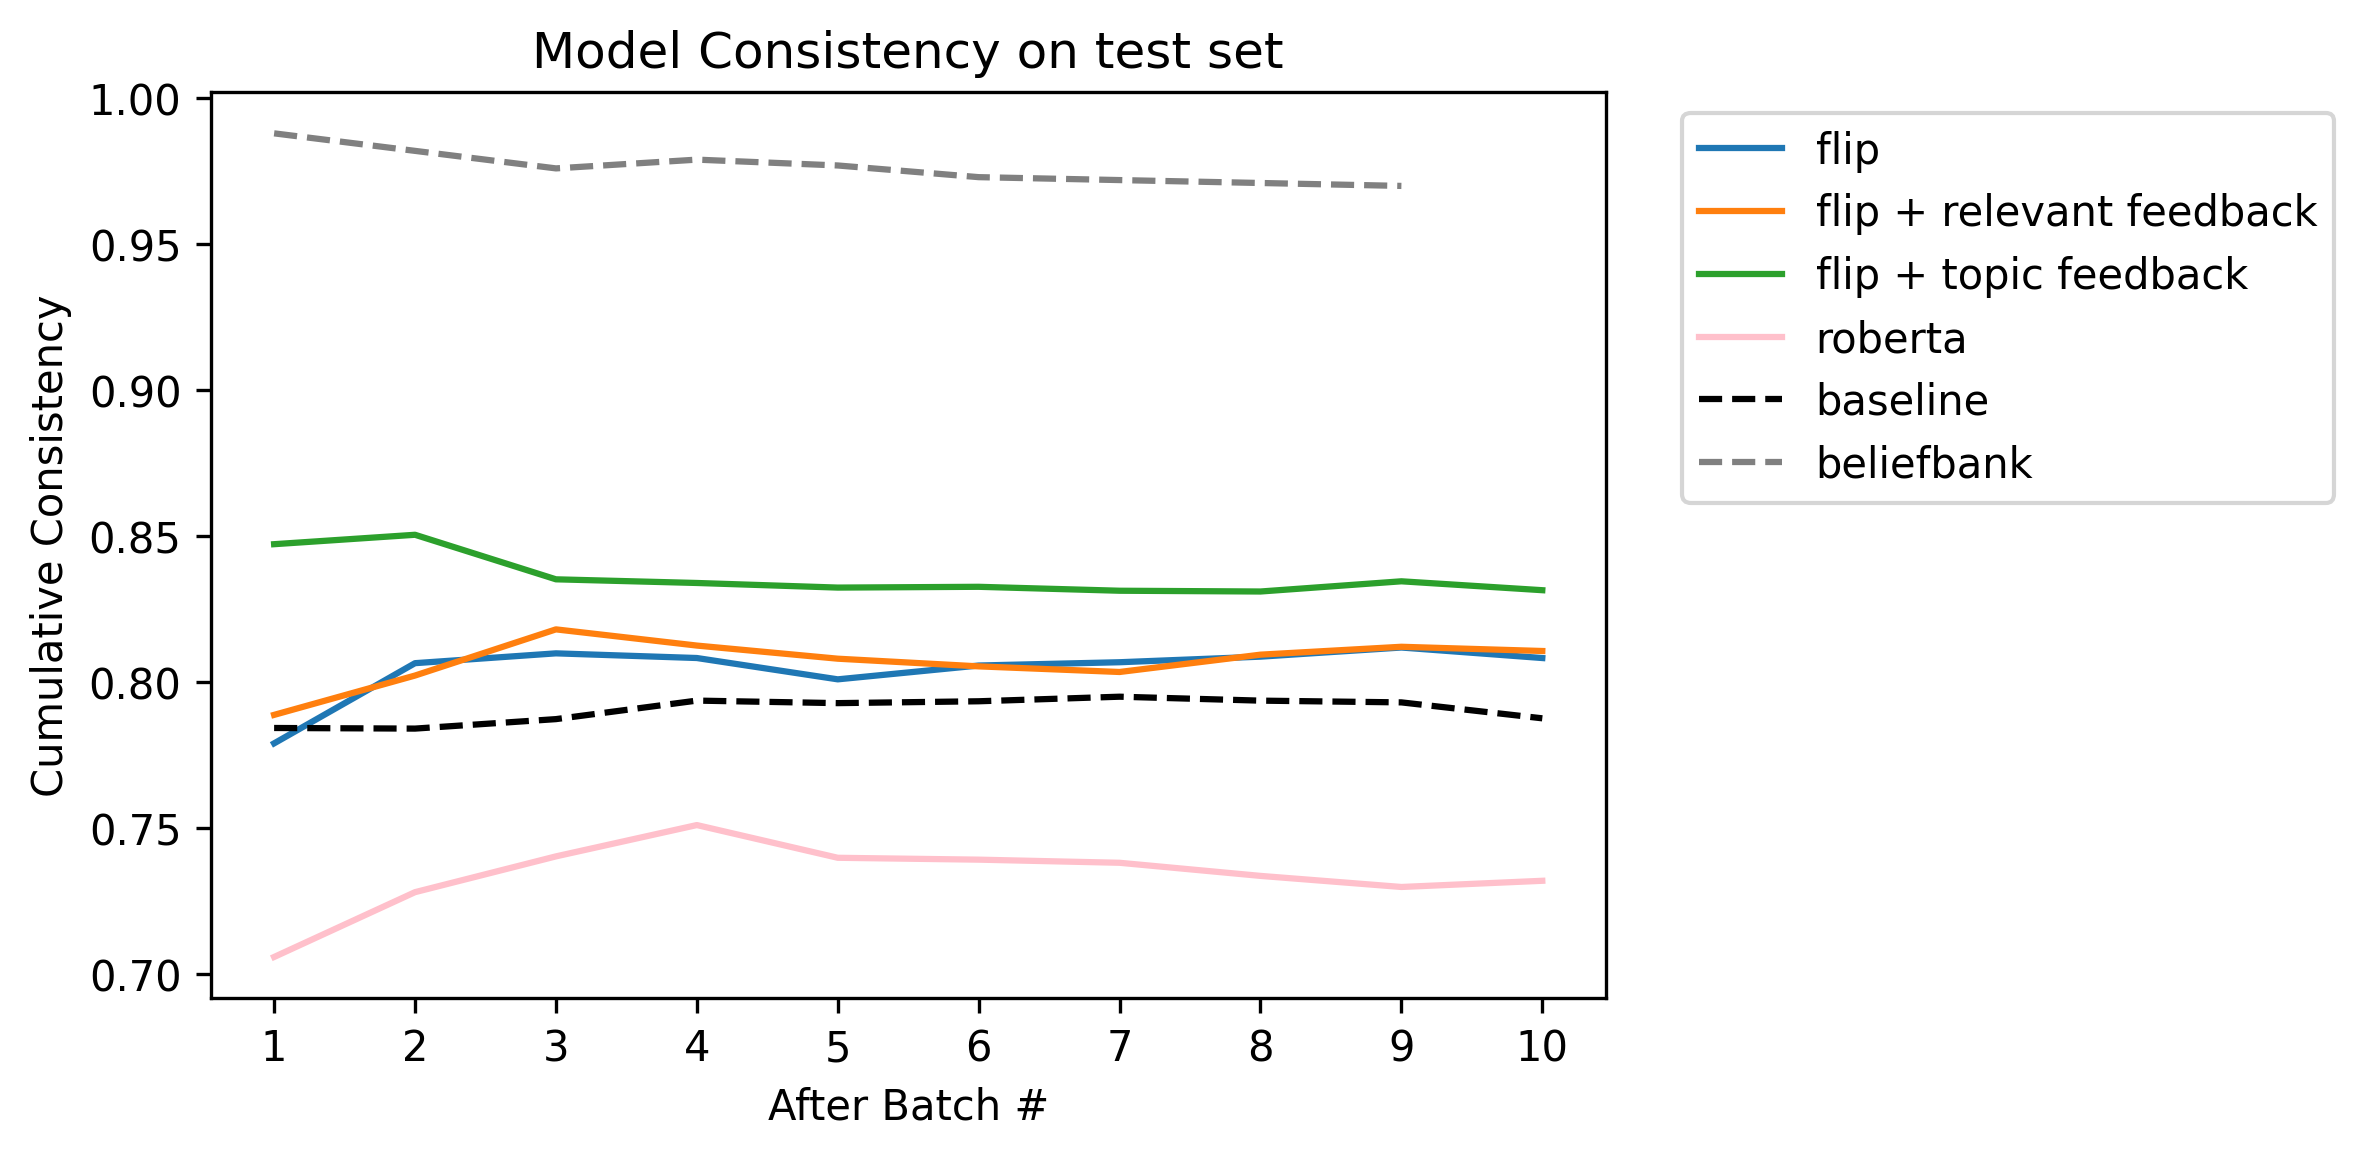 Model Consistency on test set
Cumulative Consistency
1.00
0.95
0.90
0.85
0.80
0.75
0.70
1 2 3 4 5 6 7 8 9 10
After Batch #
flip
flip + relevant feedback
flip + topic feedback
roberta
baseline
beliefbank